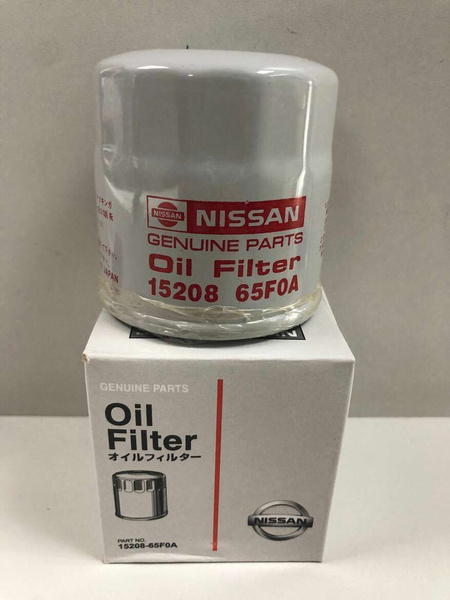 NISSAN
NISSAN
GENUINE PARTS
Oil Filter
15208 65F0A
JAPAN
GENUINE PARTS
Oil
Filter
オイルフィルター
NISSAN
PART NO.
15208-65F0A